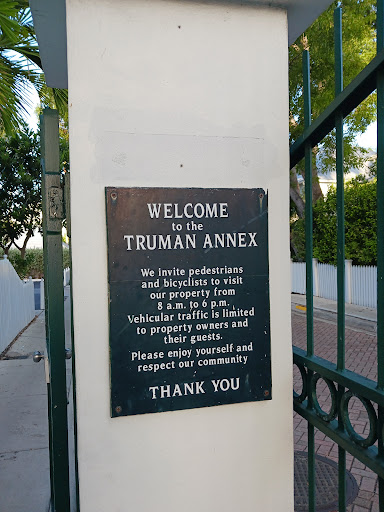 WELCOME
to the
TRUMAN ANNEX
We invite pedestrians
and bicyclists to visit
our property from
8 a.m. to 6 p.m.
Vehicular traffic is limited
to property owners and
their guests.
Please enjoy yourself and
respect our community
THANK YOU